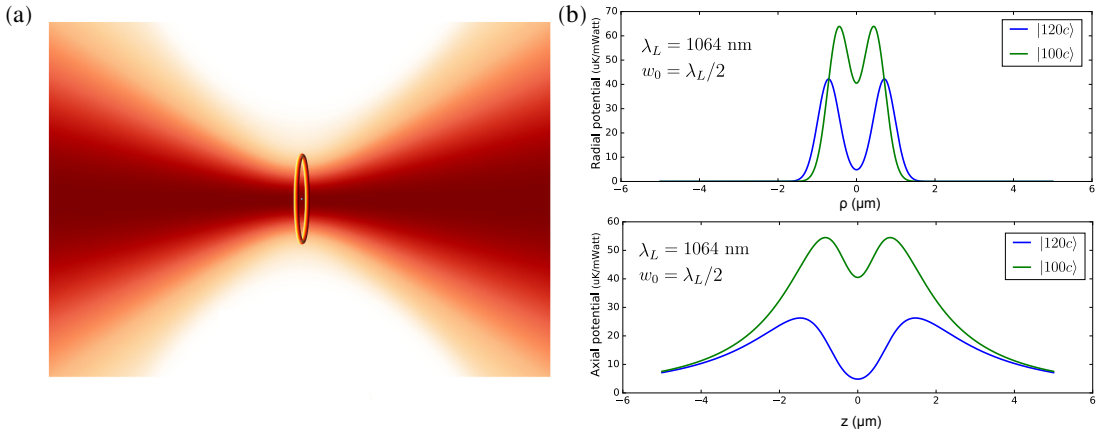 (a)
(b)
Radial potential (uK/mWatt)
70
60
50
40
30
20
10
0
λ_L = 1064 nm
w_0 = λ_L/2
|120c⟩
|100c⟩
−6 −4 −2 0 2 4 6
ρ (μm)
Axial potential (uK/mWatt)
60
50
40
30
20
10
0
λ_L = 1064 nm
w_0 = λ_L/2
|120c⟩
|100c⟩
−6 −4 −2 0 2 4 6
z (μm)